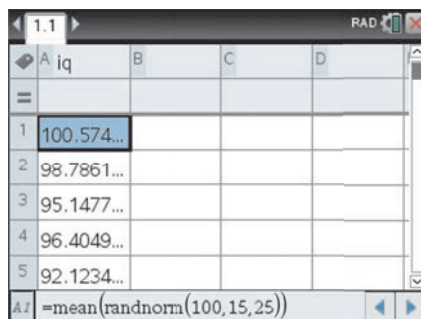 1.1 RAD
A iq B C D
=
1 100.574...
2 98.7861...
3 95.1477...
4 96.4049...
5 92.1234...
A1 =mean(randnorm(100,15,25))